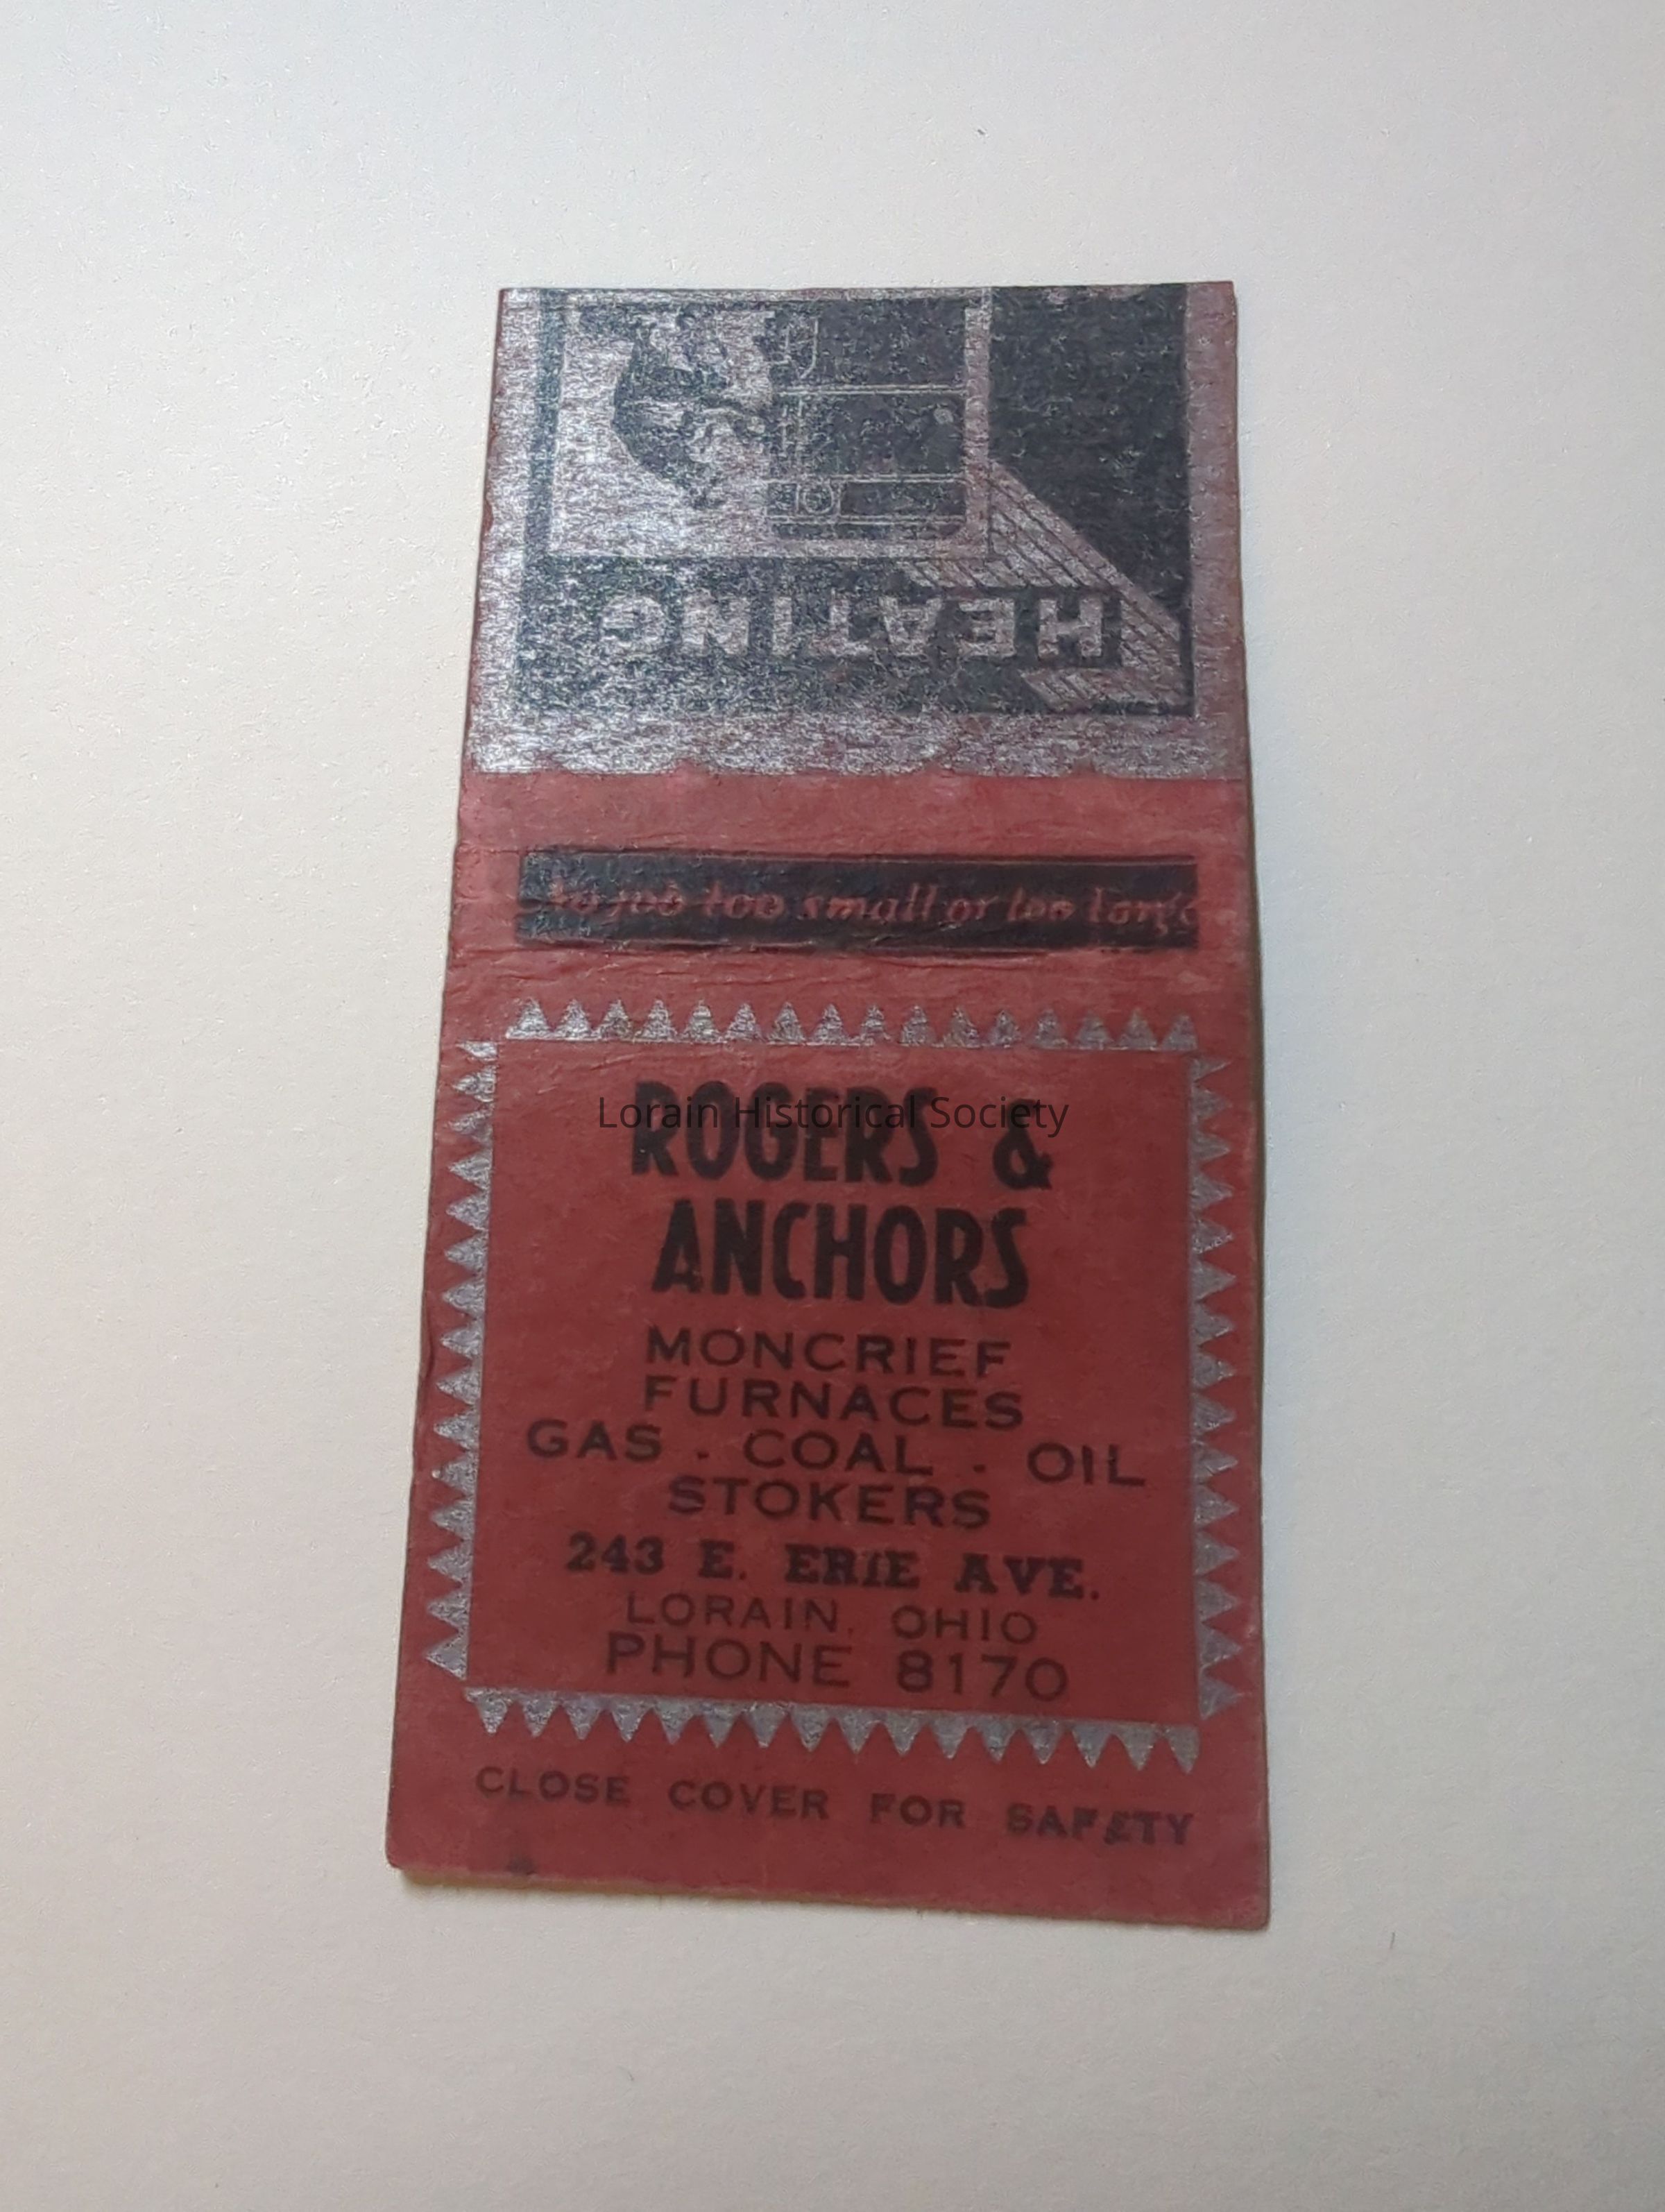 HEATING
No job too small or too large
Lorain Historical Society
ROGERS &
ANCHORS
MONCRIEF
FURNACES
GAS - COAL - OIL
STOKERS
243 E. ERIE AVE.
LORAIN, OHIO
PHONE 8170
CLOSE COVER FOR SAFETY